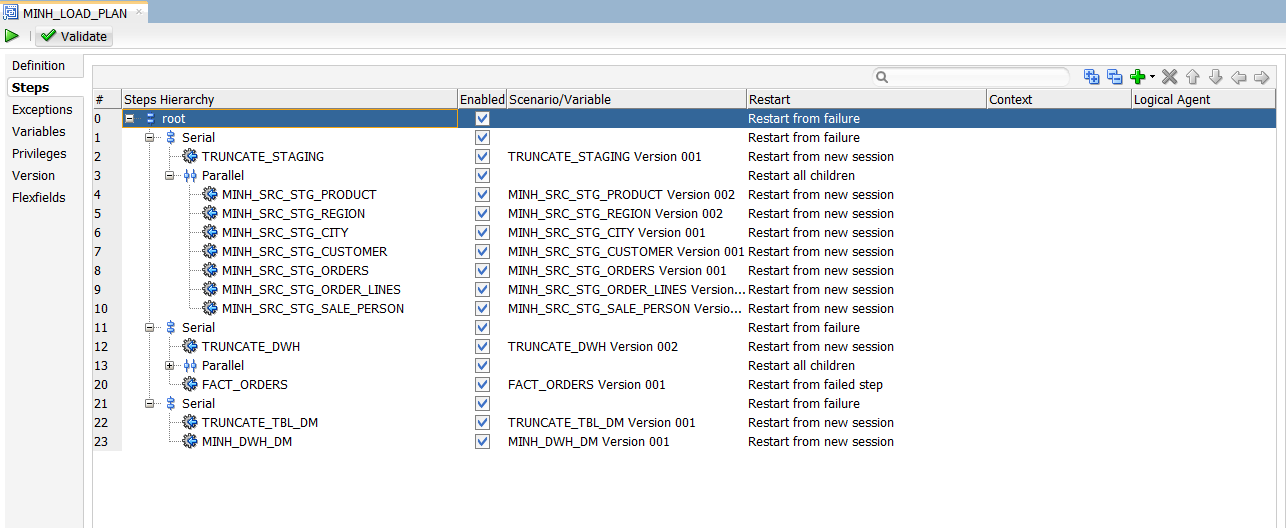 MINH_LOAD_PLAN
Validate
Definition
Steps
Exceptions
Variables
Privileges
Version
Flexfields
# Steps Hierarchy Enabled Scenario/Variable Restart Context Logical Agent
0 root Restart from failure
1 Serial Restart from failure
2 TRUNCATE_STAGING TRUNCATE_STAGING Version 001 Restart from new session
3 Parallel Restart all children
4 MINH_SRC_STG_PRODUCT MINH_SRC_STG_PRODUCT Version 002 Restart from new session
5 MINH_SRC_STG_REGION MINH_SRC_STG_REGION Version 002 Restart from new session
6 MINH_SRC_STG_CITY MINH_SRC_STG_CITY Version 001 Restart from new session
7 MINH_SRC_STG_CUSTOMER MINH_SRC_STG_CUSTOMER Version 001 Restart from new session
8 MINH_SRC_STG_ORDERS MINH_SRC_STG_ORDERS Version 001 Restart from new session
9 MINH_SRC_STG_ORDER_LINES MINH_SRC_STG_ORDER_LINES Version... Restart from new session
10 MINH_SRC_STG_SALE_PERSON MINH_SRC_STG_SALE_PERSON Versio... Restart from new session
11 Serial Restart from failure
12 TRUNCATE_DWH TRUNCATE_DWH Version 002 Restart from new session
13 Parallel Restart all children
20 FACT_ORDERS FACT_ORDERS Version 001 Restart from failed step
21 Serial Restart from failure
22 TRUNCATE_TBL_DM TRUNCATE_TBL_DM Version 001 Restart from new session
23 MINH_DWH_DM MINH_DWH_DM Version 001 Restart from new session